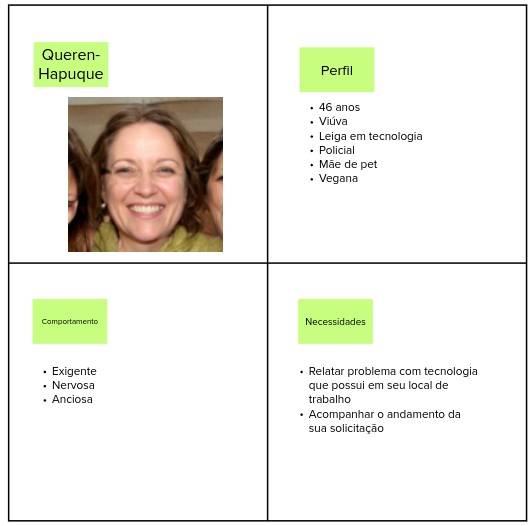 Queren-
Hapuque
Perfil
• 46 anos
• Viúva
• Leiga em tecnologia
• Policial
• Mãe de pet
• Vegana
Comportamento
• Exigente
• Nervosa
• Anciosa
Necessidades
• Relatar problema com tecnologia
que possui em seu local de
trabalho
• Acompanhar o andamento da
sua solicitação